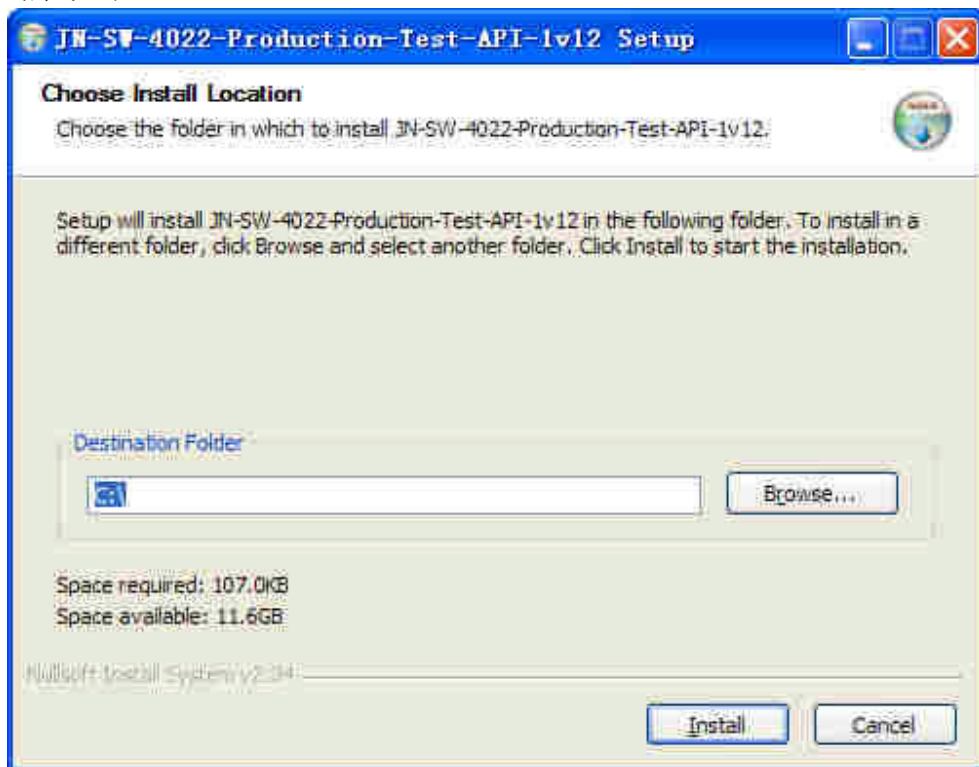 JN-SW-4022-Production-Test-API-1v12 Setup
Choose Install Location
Choose the folder in which to install JN-SW-4022-Production-Test-API-1v12.
Setup will install JN-SW-4022-Production-Test-API-1v12 in the following folder. To install in a
different folder, click Browse and select another folder. Click Install to start the installation.
Destination Folder
C:\
Browse...
Space required: 107.0KB
Space available: 11.6GB
Nullsoft Install System v2.34
Install
Cancel